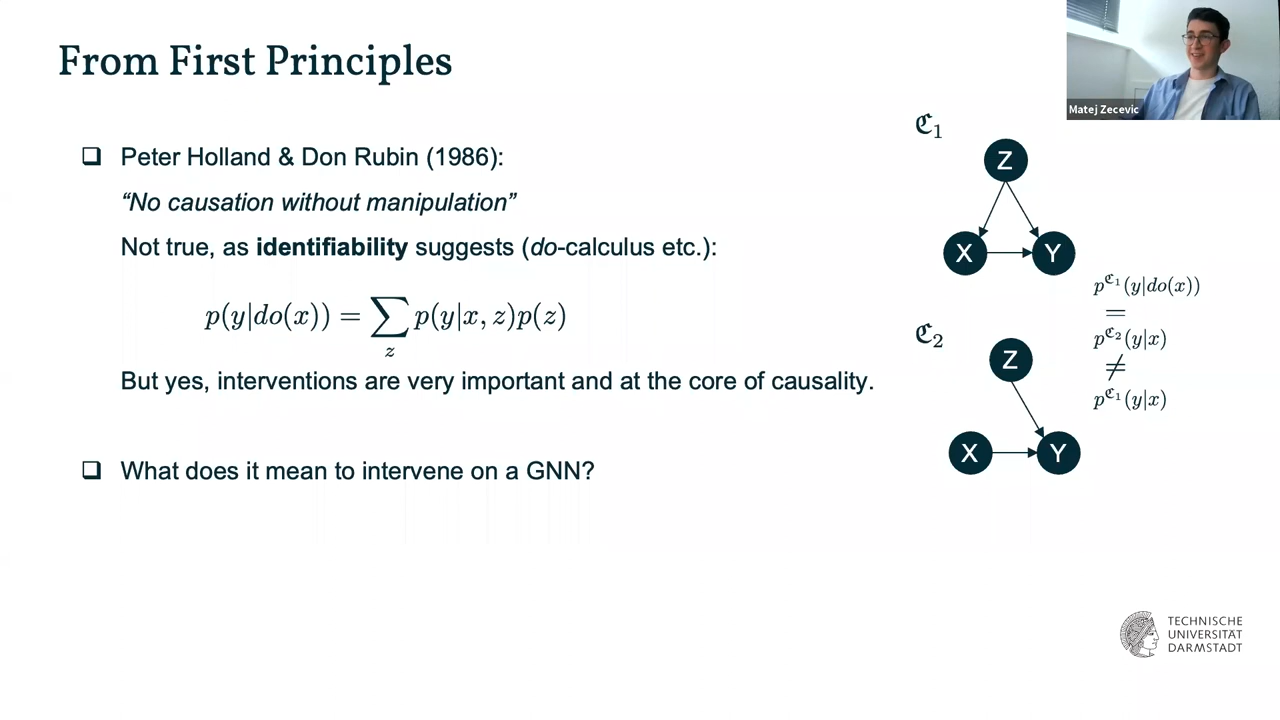 From First Principles
Matej Zecevic
❑ Peter Holland & Don Rubin (1986):
“No causation without manipulation”
Not true, as identifiability suggests (do-calculus etc.):
p(y|do(x)) = ∑_z p(y|x, z)p(z)
But yes, interventions are very important and at the core of causality.
❑ What does it mean to intervene on a GNN?
ℭ₁
Z
X
Y
ℭ₂
Z
X
Y
p^ℭ₁(y|do(x))
=
p^ℭ₂(y|x)
≠
p^ℭ₁(y|x)
TECHNISCHE
UNIVERSITÄT
DARMSTADT